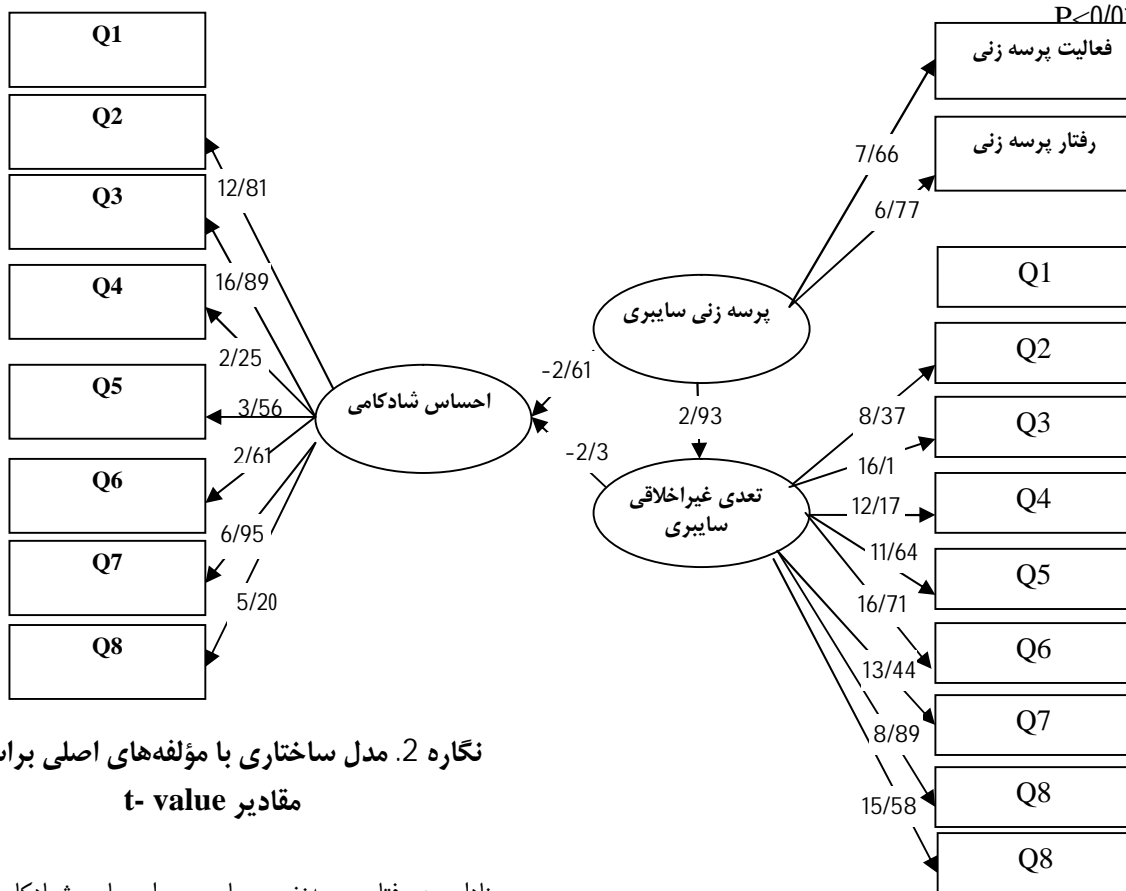 P<0/0
Q1
Q2
Q3
Q4
Q5
Q6
Q7
Q8
12/81
16/89
2/25
3/56
2/61
6/95
5/20
احساس شادکامی
-2/61
-2/3
پرسه زنی سایبری
2/93
تعدی غیراخلاقی
سایبری
7/66
6/77
فعالیت پرسه زنی
رفتار پرسه زنی
8/37
16/1
12/17
11/64
16/71
13/44
8/89
15/58
Q1
Q2
Q3
Q4
Q5
Q6
Q7
Q8
Q8
نگاره 2. مدل ساختاری با مؤلفه‌های اصلی
مقادیر t- value